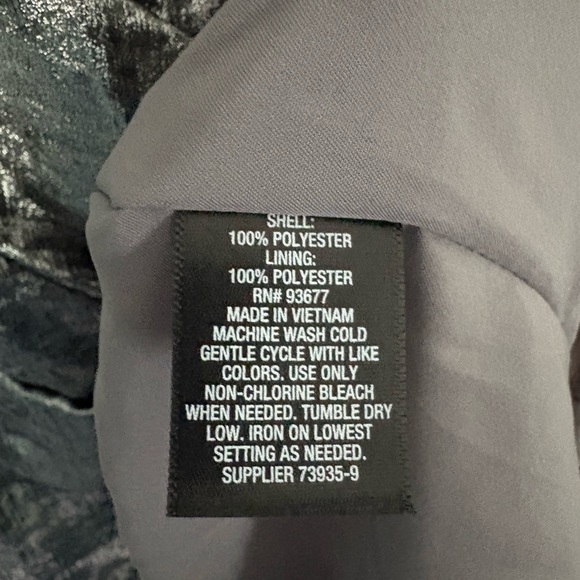 SHELL:
100% POLYESTER
LINING:
100% POLYESTER
RN# 93677
MADE IN VIETNAM
MACHINE WASH COLD
GENTLE CYCLE WITH LIKE
COLORS. USE ONLY
NON-CHLORINE BLEACH
WHEN NEEDED. TUMBLE DRY
LOW. IRON ON LOWEST
SETTING AS NEEDED.
SUPPLIER 73935-9